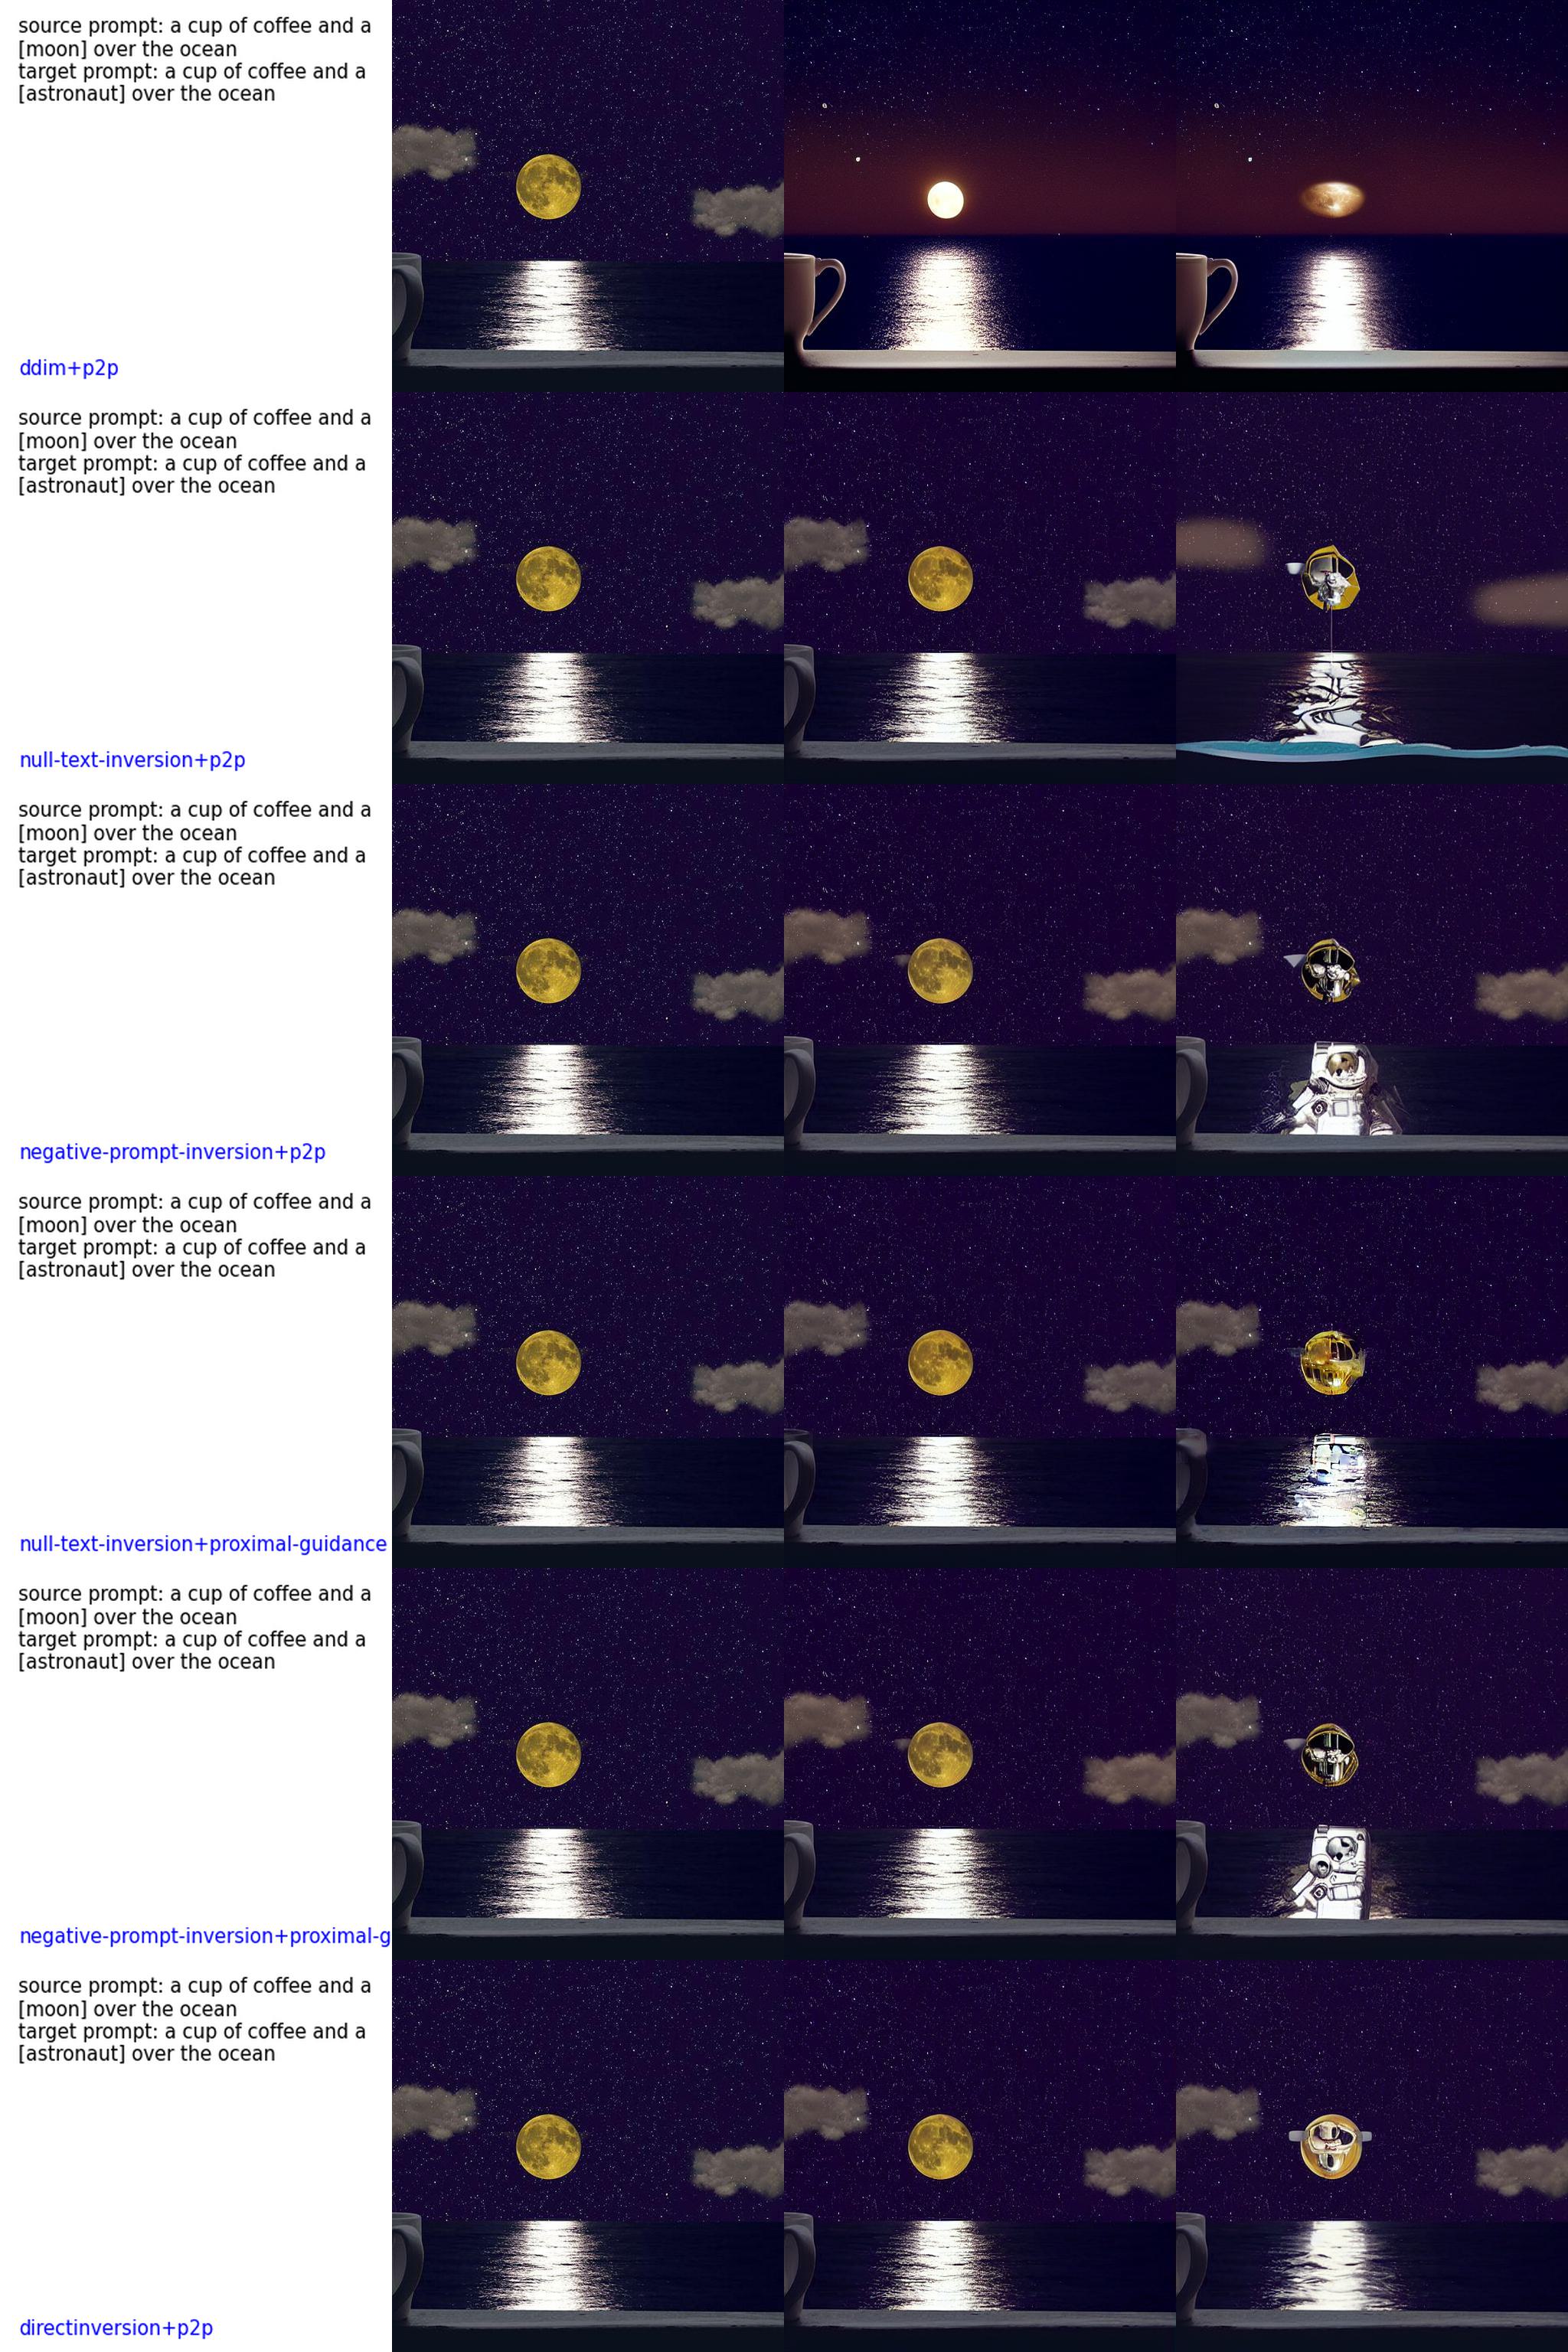 source prompt: a cup of coffee and a
[moon] over the ocean
target prompt: a cup of coffee and a
[astronaut] over the ocean
ddim+p2p
source prompt: a cup of coffee and a
[moon] over the ocean
target prompt: a cup of coffee and a
[astronaut] over the ocean
null-text-inversion+p2p
source prompt: a cup of coffee and a
[moon] over the ocean
target prompt: a cup of coffee and a
[astronaut] over the ocean
negative-prompt-inversion+p2p
source prompt: a cup of coffee and a
[moon] over the ocean
target prompt: a cup of coffee and a
[astronaut] over the ocean
null-text-inversion+proximal-guidance
source prompt: a cup of coffee and a
[moon] over the ocean
target prompt: a cup of coffee and a
[astronaut] over the ocean
negative-prompt-inversion+proximal-g
source prompt: a cup of coffee and a
[moon] over the ocean
target prompt: a cup of coffee and a
[astronaut] over the ocean
directinversion+p2p